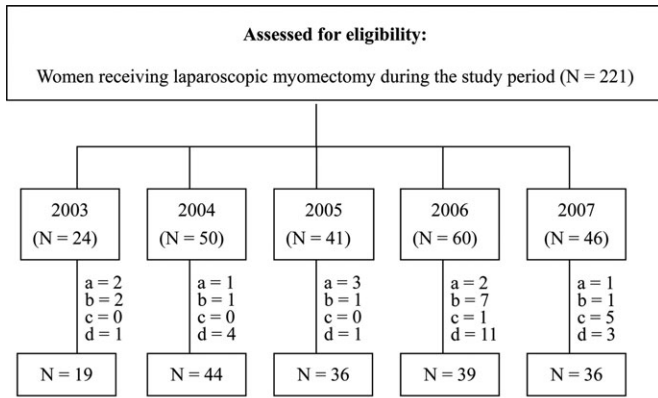 Assessed for eligibility:
Women receiving laparoscopic myomectomy during the study period (N = 221)
2003
(N = 24)
2004
(N = 50)
2005
(N = 41)
2006
(N = 60)
2007
(N = 46)
a = 2
b = 2
c = 0
d = 1
a = 1
b = 1
c = 0
d = 4
a = 3
b = 1
c = 0
d = 1
a = 2
b = 7
c = 1
d = 11
a = 1
b = 1
c = 5
d = 3
N = 19
N = 44
N = 36
N = 39
N = 36